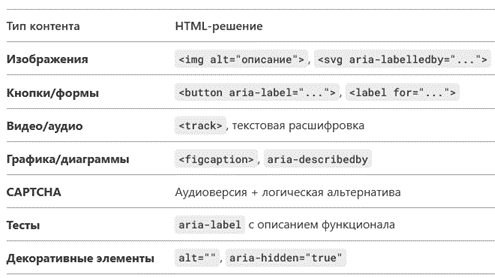 Тип контента HTML-решение
Изображения <img alt="описание">, <svg aria-labelledby="...">
Кнопки/формы <button aria-label="...">, <label for="...">
Видео/аудио <track>, текстовая расшифровка
Графика/диаграммы <figcaption>, aria-describedby
CAPTCHA Аудиоверсия + логическая альтернатива
Тесты aria-label с описанием функционала
Декоративные элементы alt="", aria-hidden="true"